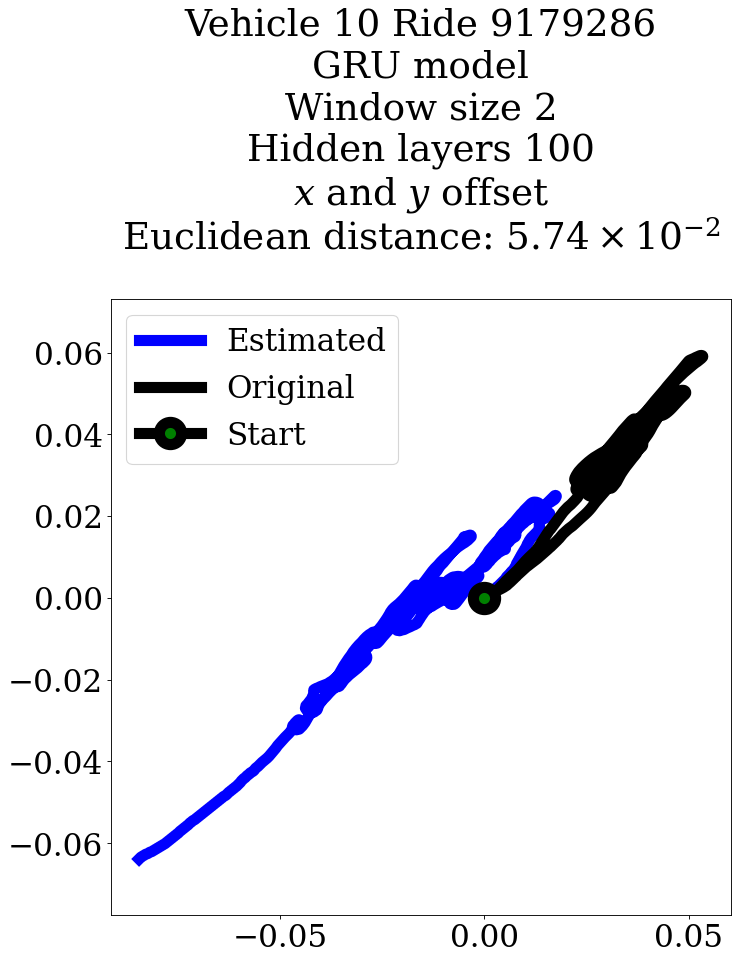 Vehicle 10 Ride 9179286
GRU model
Window size 2
Hidden layers 100
x and y offset
Euclidean distance: 5.74 × 10⁻²
Estimated
Original
Start
0.06
0.04
0.02
0.00
−0.02
−0.04
−0.06
−0.05
0.00
0.05